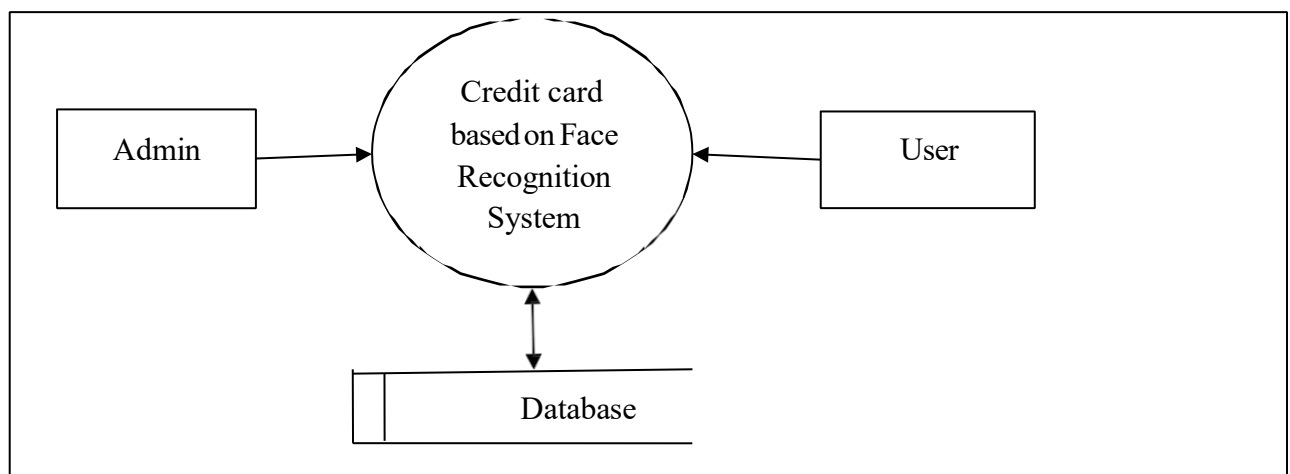 Admin
Credit card
based on Face
Recognition
System
User
Database